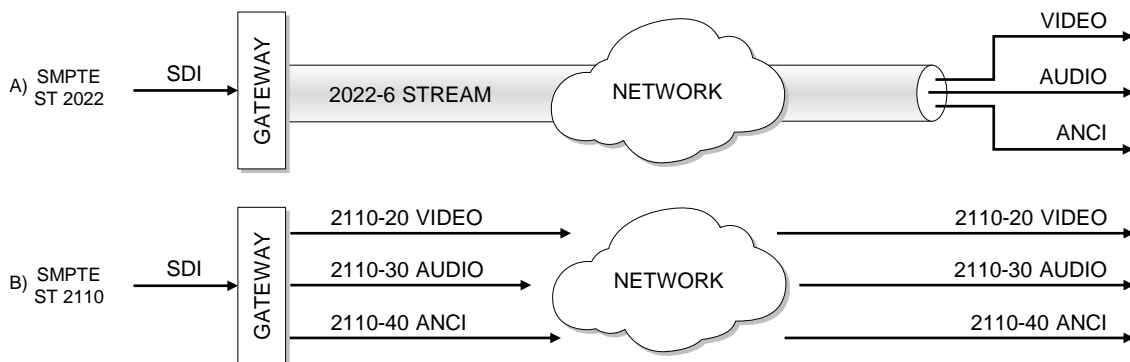 VIDEO
A) SMPTE ST 2022
SDI
GATEWAY
2022-6 STREAM
NETWORK
AUDIO
ANCI
B) SMPTE ST 2110
SDI
GATEWAY
2110-20 VIDEO
2110-30 AUDIO
2110-40 ANCI
NETWORK
2110-20 VIDEO
2110-30 AUDIO
2110-40 ANCI